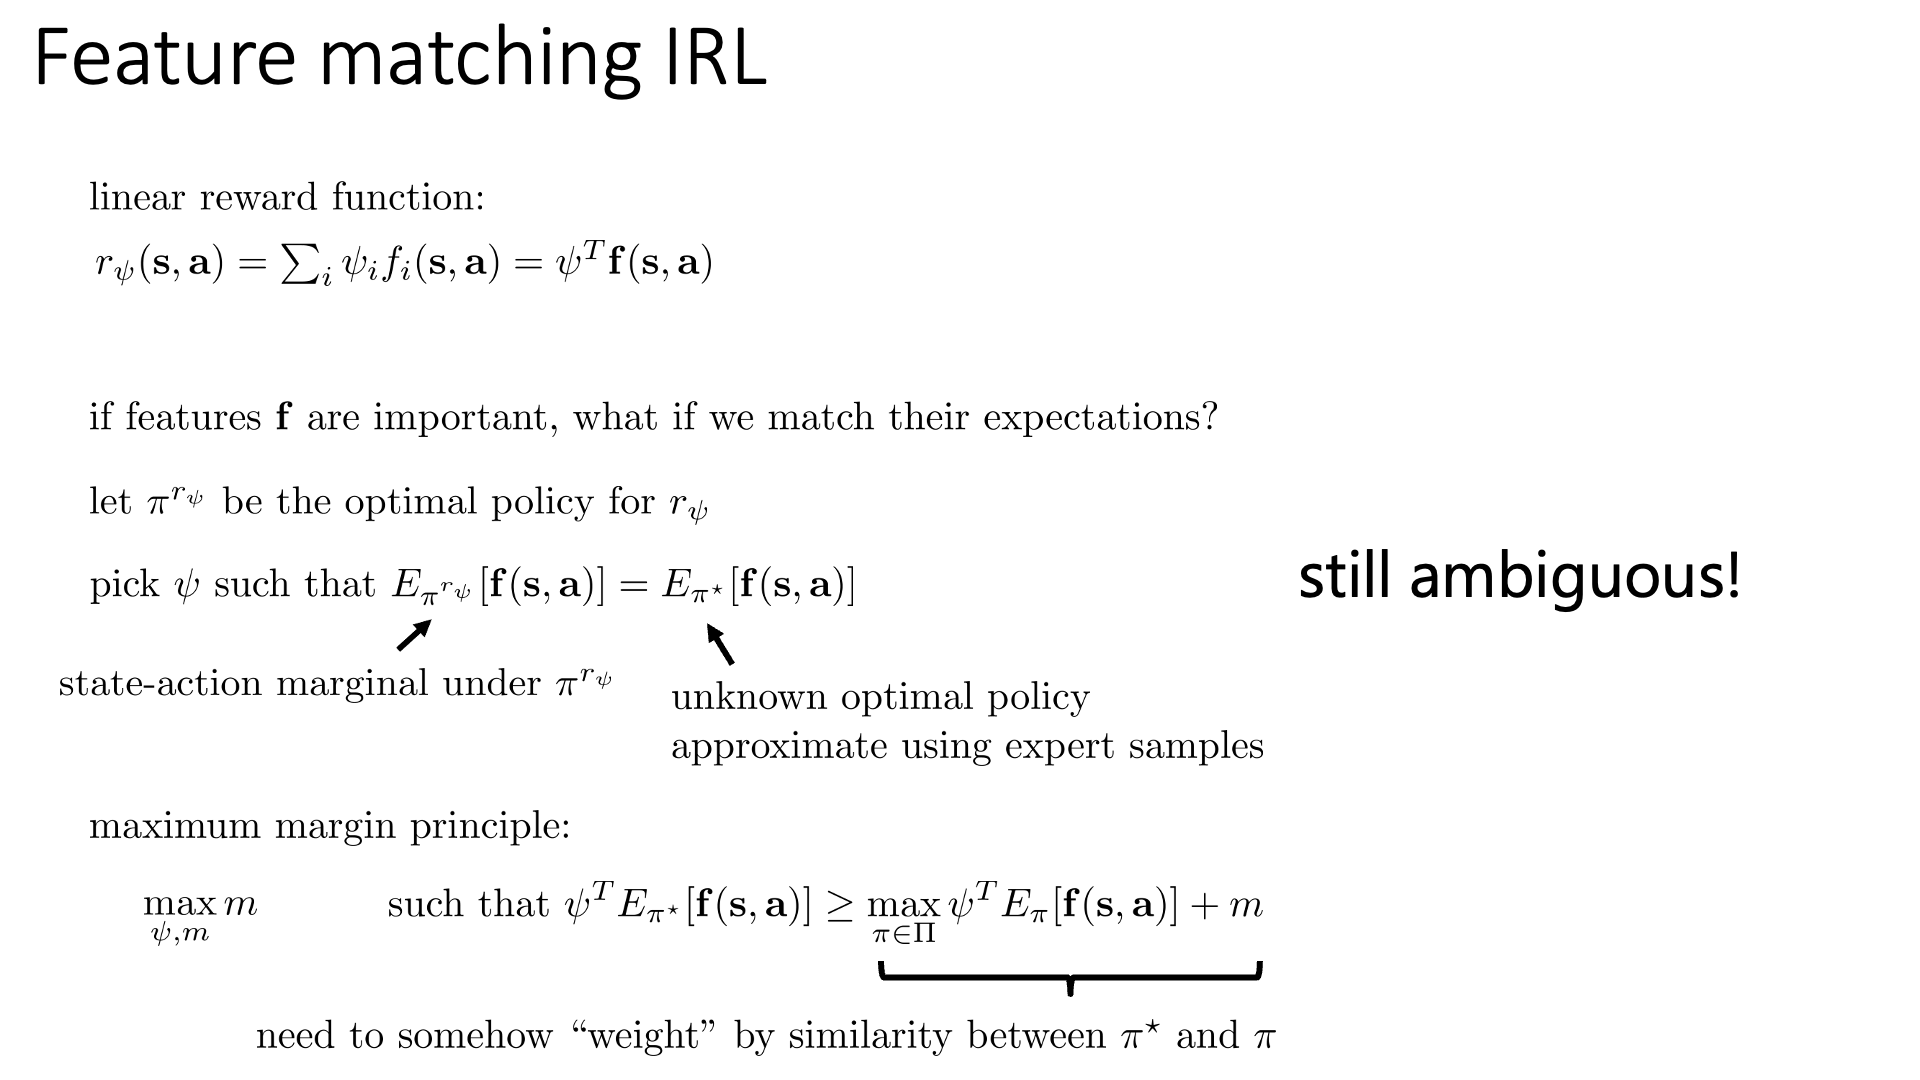 Feature matching IRL
linear reward function:
$r_\psi(\mathbf{s}, \mathbf{a}) = \sum_i \psi_i f_i(\mathbf{s}, \mathbf{a}) = \psi^T \mathbf{f}(\mathbf{s}, \mathbf{a})$
if features $\mathbf{f}$ are important, what if we match their expectations?
let $\pi^{r_\psi}$ be the optimal policy for $r_\psi$
pick $\psi$ such that $E_{\pi^{r_\psi}}[\mathbf{f}(\mathbf{s}, \mathbf{a})] = E_{\pi^\star}[\mathbf{f}(\mathbf{s}, \mathbf{a})]$
still ambiguous!
state-action marginal under $\pi^{r_\psi}$
unknown optimal policy
approximate using expert samples
maximum margin principle:
$\max_{\psi, m} m$ such that $\psi^T E_{\pi^\star}[\mathbf{f}(\mathbf{s}, \mathbf{a})] \geq \max_{\pi \in \Pi} \psi^T E_\pi[\mathbf{f}(\mathbf{s}, \mathbf{a})] + m$
need to somehow “weight” by similarity between $\pi^\star$ and $\pi$